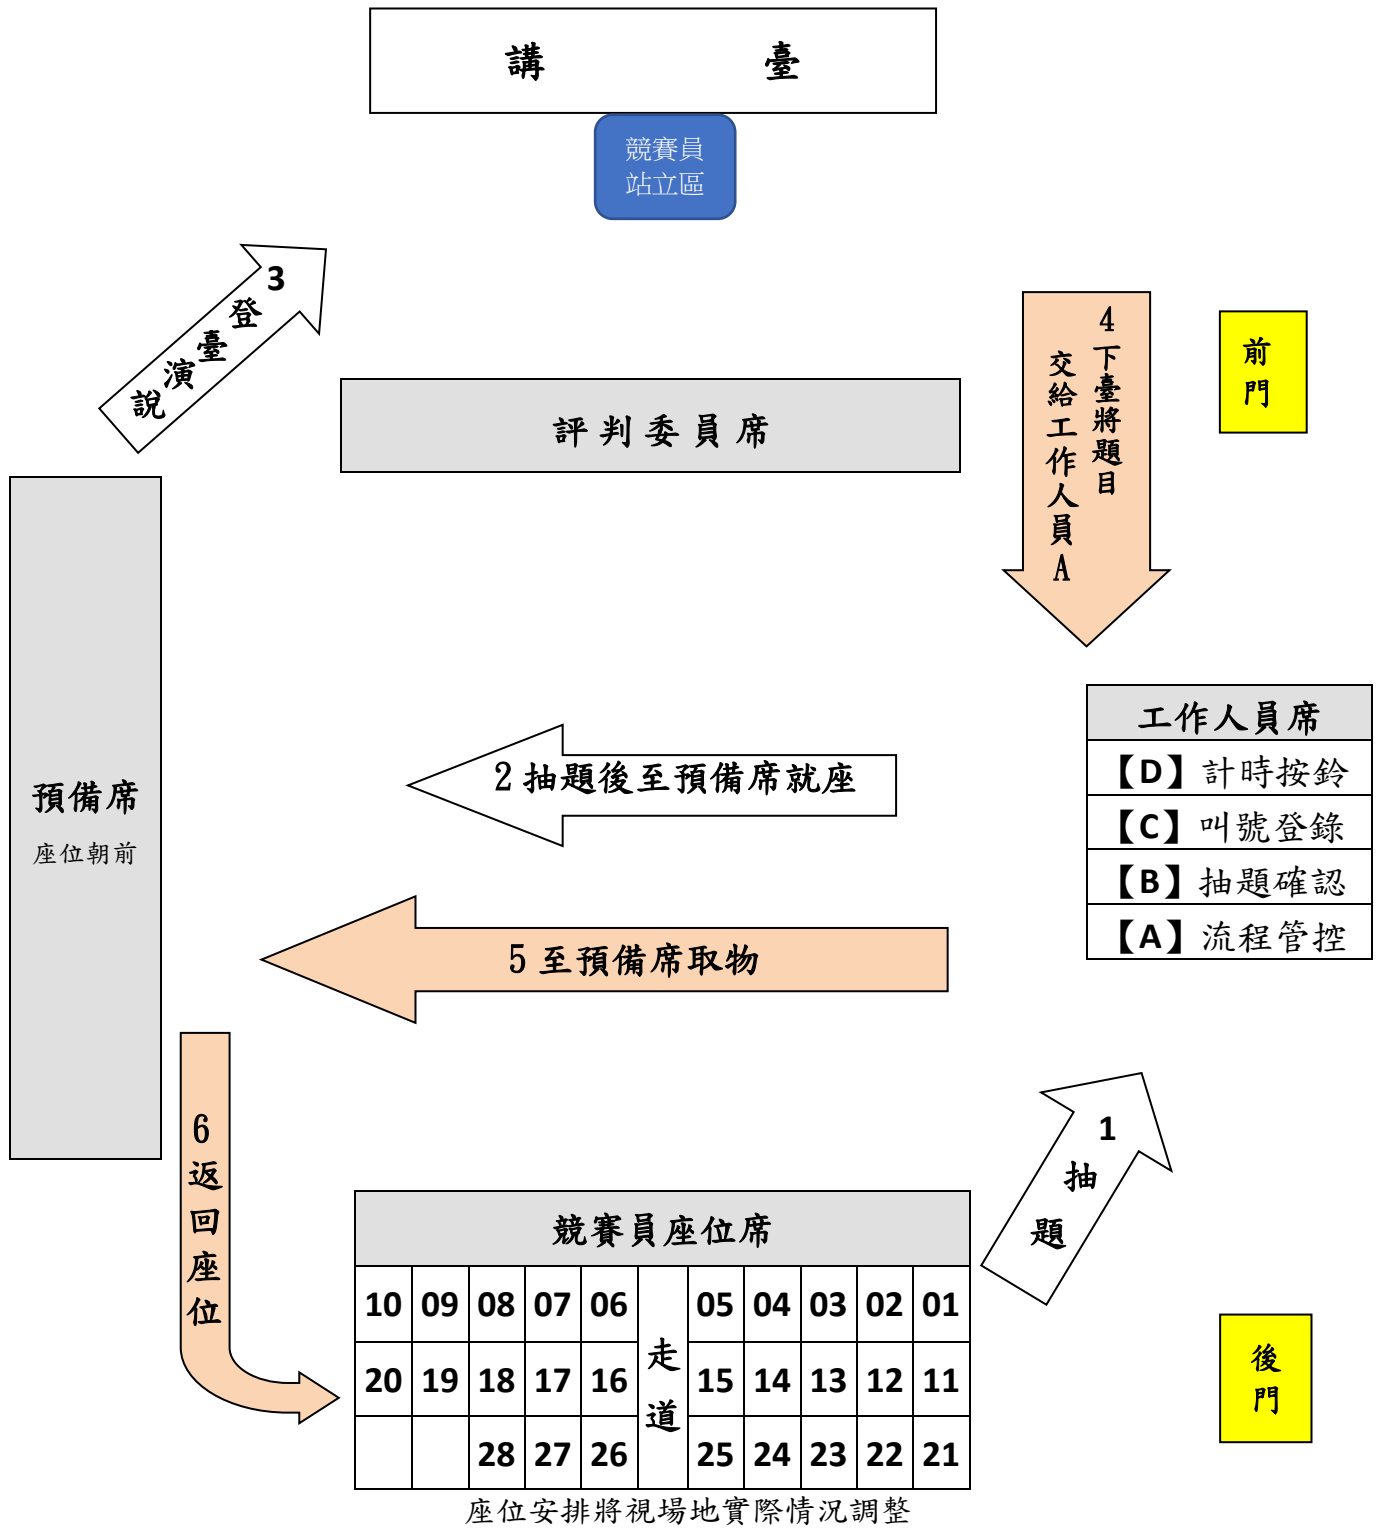 講臺
競賽員
站立區
3登臺演說
4下臺將題目
交給工作人員A
前門
評判委員席
工作人員席
【D】計時按鈴
【C】叫號登錄
【B】抽題確認
【A】流程管控
2抽題後至預備席就座
預備席
座位朝前
5至預備席取物
6返回座位
1抽題
競賽員座位席
10 09 08 07 06 05 04 03 02 01
走道
20 19 18 17 16 15 14 13 12 11
28 27 26 25 24 23 22 21
後門
座位安排將視場地實際情況調整